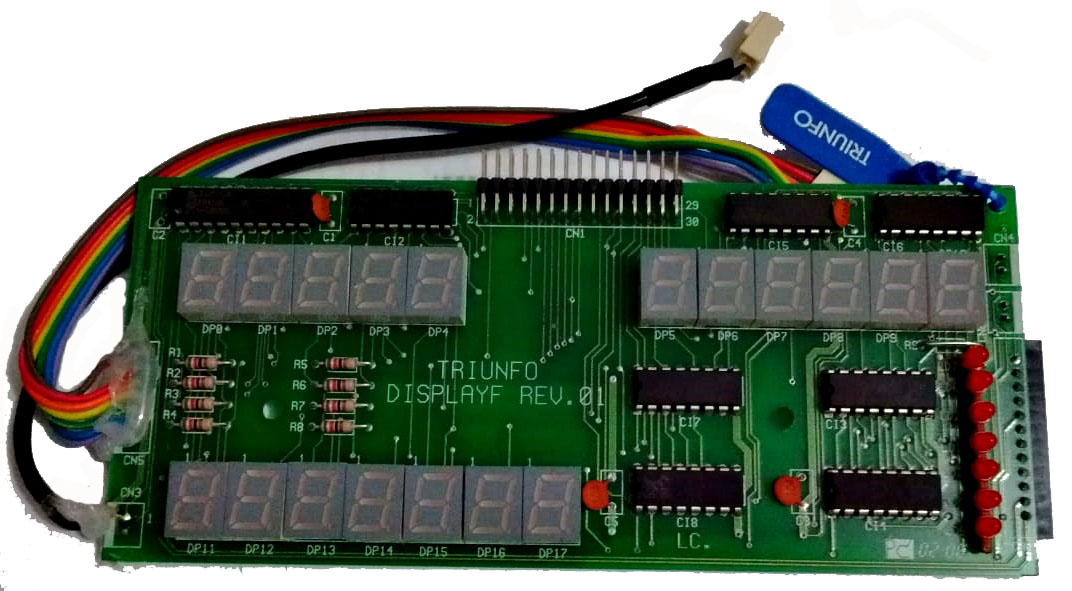 TRIUNFO
C2
CI1
C1
CI2
1
2
CN1
29
30
CI5
C4
CI6
CN4
DP0
DP1
DP2
DP3
DP4
DP5
DP6
DP7
DP8
DP9
R1
R2
R3
R4
R5
R6
R7
R8
R9
TRIUNFO
DISPLAYF REV.01
CI7
CI3
CN5
CN3
1
C5
CI8
LC.
C3
CI4
DP11
DP12
DP13
DP14
DP15
DP16
DP17